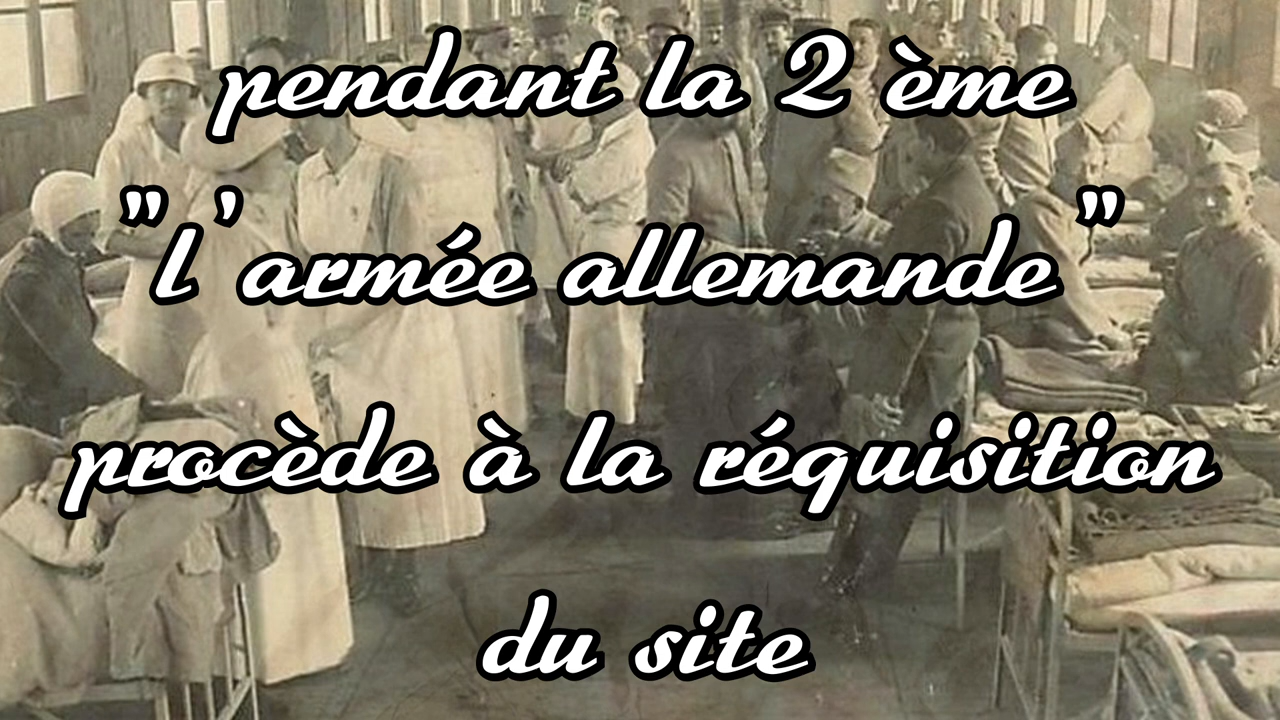 pendant la 2 ème
"l'armée allemande"
procède à la réquisition
du site